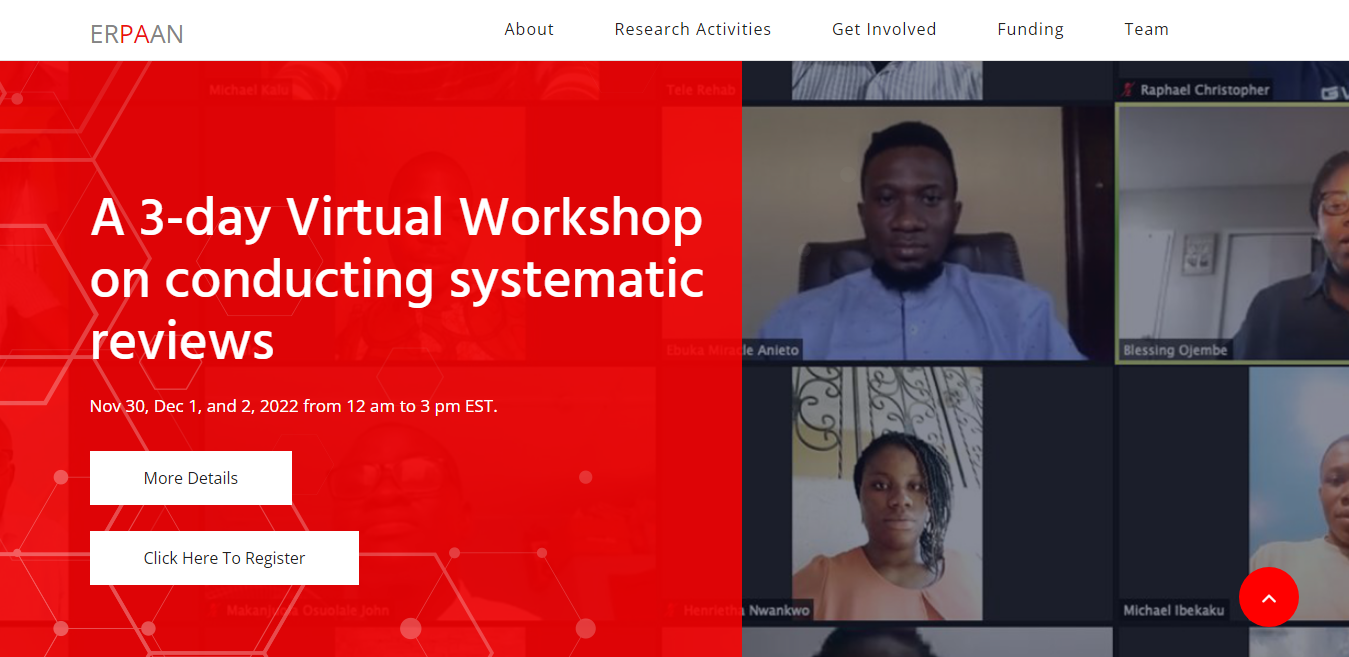 ERPAAN
About
Research Activities
Get Involved
Funding
Team
Michael Kalu
Tele Rehab
Raphael Christopher
A 3-day Virtual Workshop
on conducting systematic
reviews
Ebuka Miracle Anieto
Blessing Ojembe
Nov 30, Dec 1, and 2, 2022 from 12 am to 3 pm EST.
More Details
Click Here To Register
Osuolale John
Henrietha Nwankwo
Michael Ibekaku